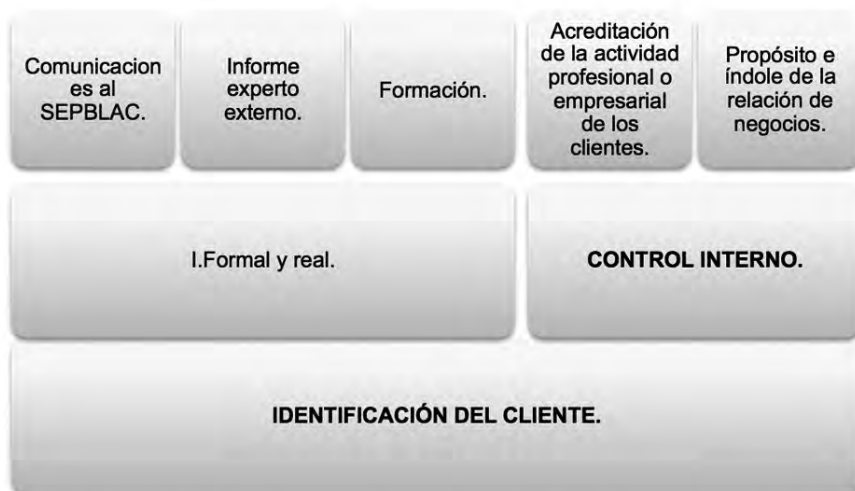 Comunicacion
es al
SEPBLAC.
Informe
experto
externo.
Formación.
Acreditación
de la actividad
profesional o
empresarial
de los
clientes.
Propósito e
índole de la
relación de
negocios.
I.Formal y real.
CONTROL INTERNO.
IDENTIFICACIÓN DEL CLIENTE.